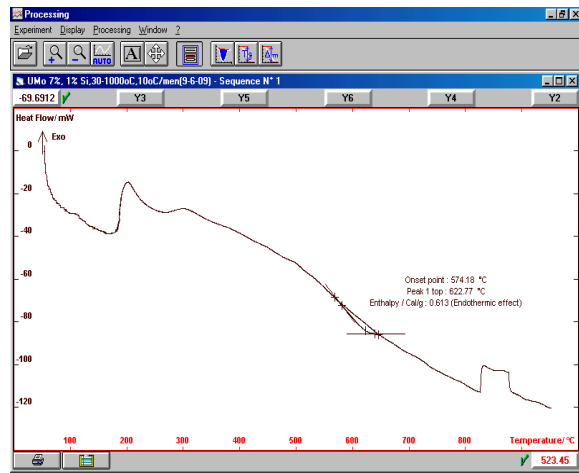 Processing
Experiment Display Processing Window ?
AUTO A
UMo 7%, 1% Si,30-1000oC,10oC/men(9-6-09) - Sequence N° 1
-69.6912 Y3 Y5 Y6 Y4 Y2
Heat Flow/ mW
Exo
0
-20
-40
-60
Onset point : 574.18 °C
Peak 1 top : 622.77 °C
Enthalpy / Cal/g : 0.613 (Endothermic effect)
-80
-100
-120
100 200 300 400 500 600 700 800 Temperature/ °C
523.45